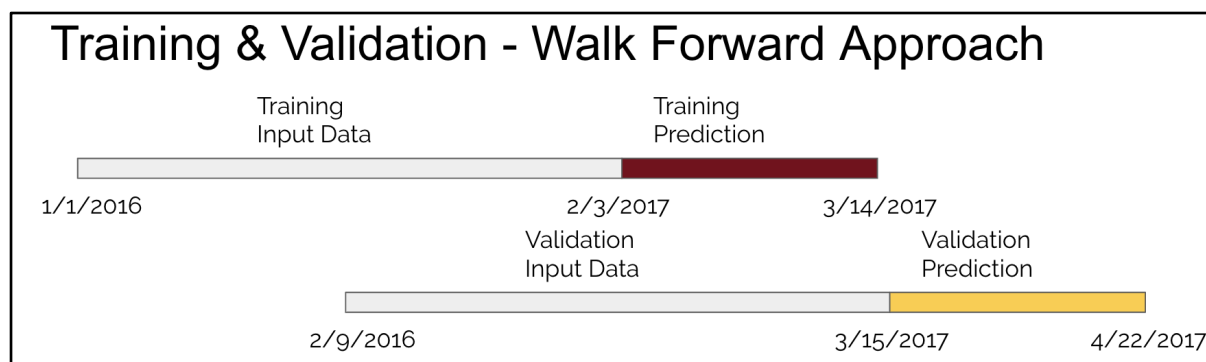 Training & Validation - Walk Forward Approach
Training
Input Data
Training
Prediction
1/1/2016
2/3/2017
3/14/2017
Validation
Input Data
Validation
Prediction
2/9/2016
3/15/2017
4/22/2017